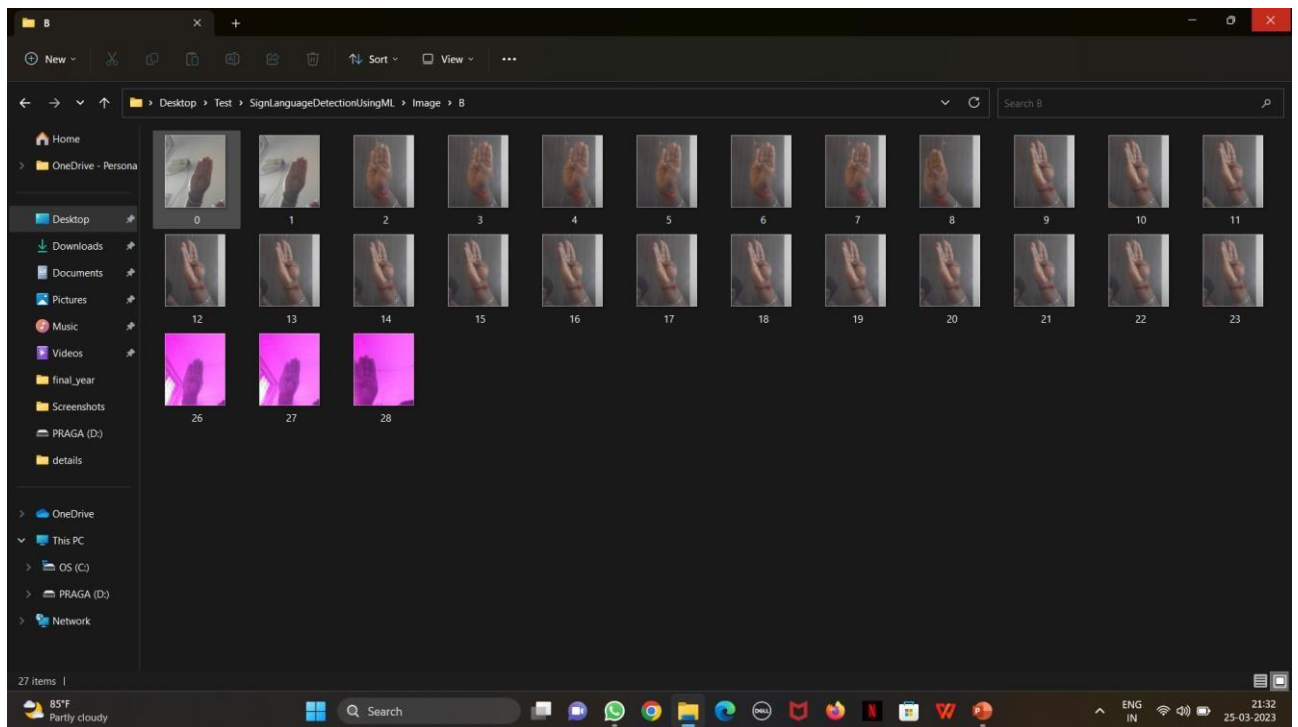 B
New
Sort
View
Desktop > Test > SignLanguageDetectionUsingML > Image > B
Search B
Home
OneDrive - Persona
Desktop
Downloads
Documents
Pictures
Music
Videos
final_year
Screenshots
PRAGA (D:)
details
OneDrive
This PC
OS (C:)
PRAGA (D:)
Network
0 1 2 3 4 5 6 7 8 9 10 11
12 13 14 15 16 17 18 19 20 21 22 23
26 27 28
27 items
85°F
Partly cloudy
Search
DELL
N
W
P
ENG
IN
21:32
25-03-2023